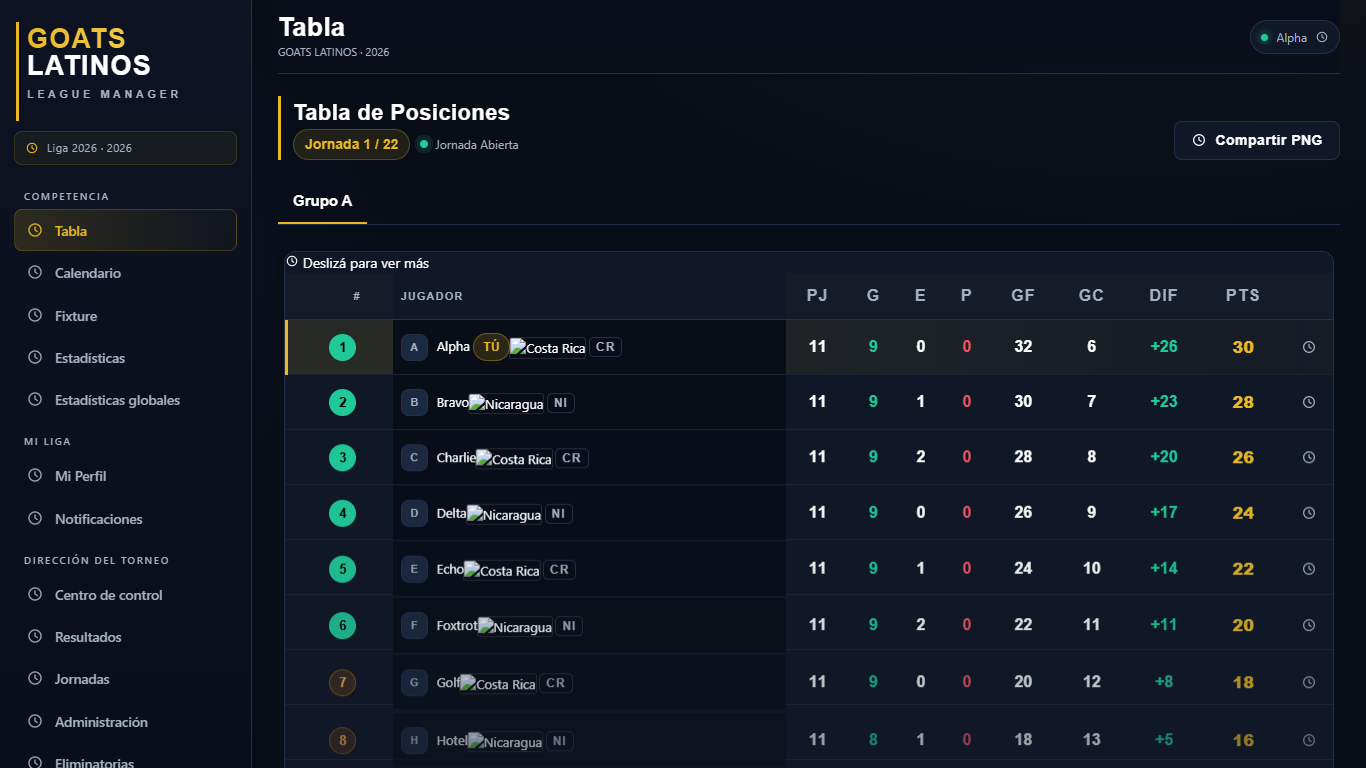 GOATS
LATINOS
LEAGUE MANAGER
Liga 2026 · 2026
COMPETENCIA
Tabla
Calendario
Fixture
Estadísticas
Estadísticas globales
MI LIGA
Mi Perfil
Notificaciones
DIRECCIÓN DEL TORNEO
Centro de control
Resultados
Jornadas
Administración
Eliminatorias
Tabla
GOATS LATINOS · 2026
Alpha
Tabla de Posiciones
Jornada 1 / 22 Jornada Abierta
Compartir PNG
Grupo A
Deslizá para ver más
# JUGADOR PJ G E P GF GC DIF PTS
1 A Alpha TÚ Costa Rica CR 11 9 0 0 32 6 +26 30
2 B Bravo Nicaragua NI 11 9 1 0 30 7 +23 28
3 C Charlie Costa Rica CR 11 9 2 0 28 8 +20 26
4 D Delta Nicaragua NI 11 9 0 0 26 9 +17 24
5 E Echo Costa Rica CR 11 9 1 0 24 10 +14 22
6 F Foxtrot Nicaragua NI 11 9 2 0 22 11 +11 20
7 G Golf Costa Rica CR 11 9 0 0 20 12 +8 18
8 H Hotel Nicaragua NI 11 8 1 0 18 13 +5 16